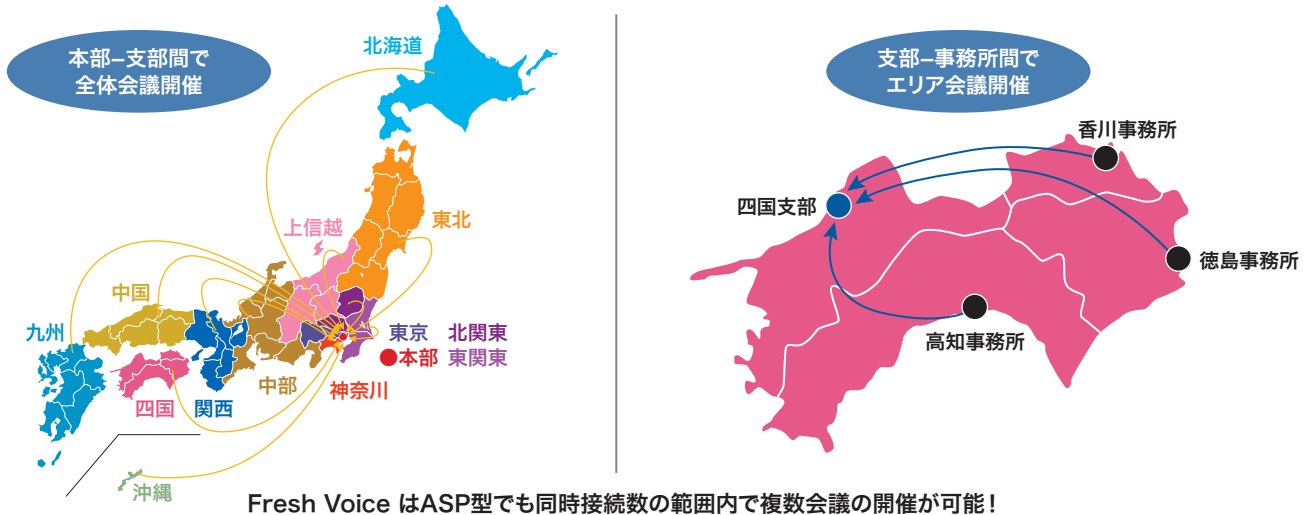 本部–支部間で
全体会議開催
北海道
東北
上信越
中国
九州
東京
北関東
●本部
東関東
神奈川
中部
四国
関西
沖縄
支部–事務所間で
エリア会議開催
香川事務所
四国支部
徳島事務所
高知事務所
Fresh Voice はASP型でも同時接続数の範囲内で複数会議の開催が可能！